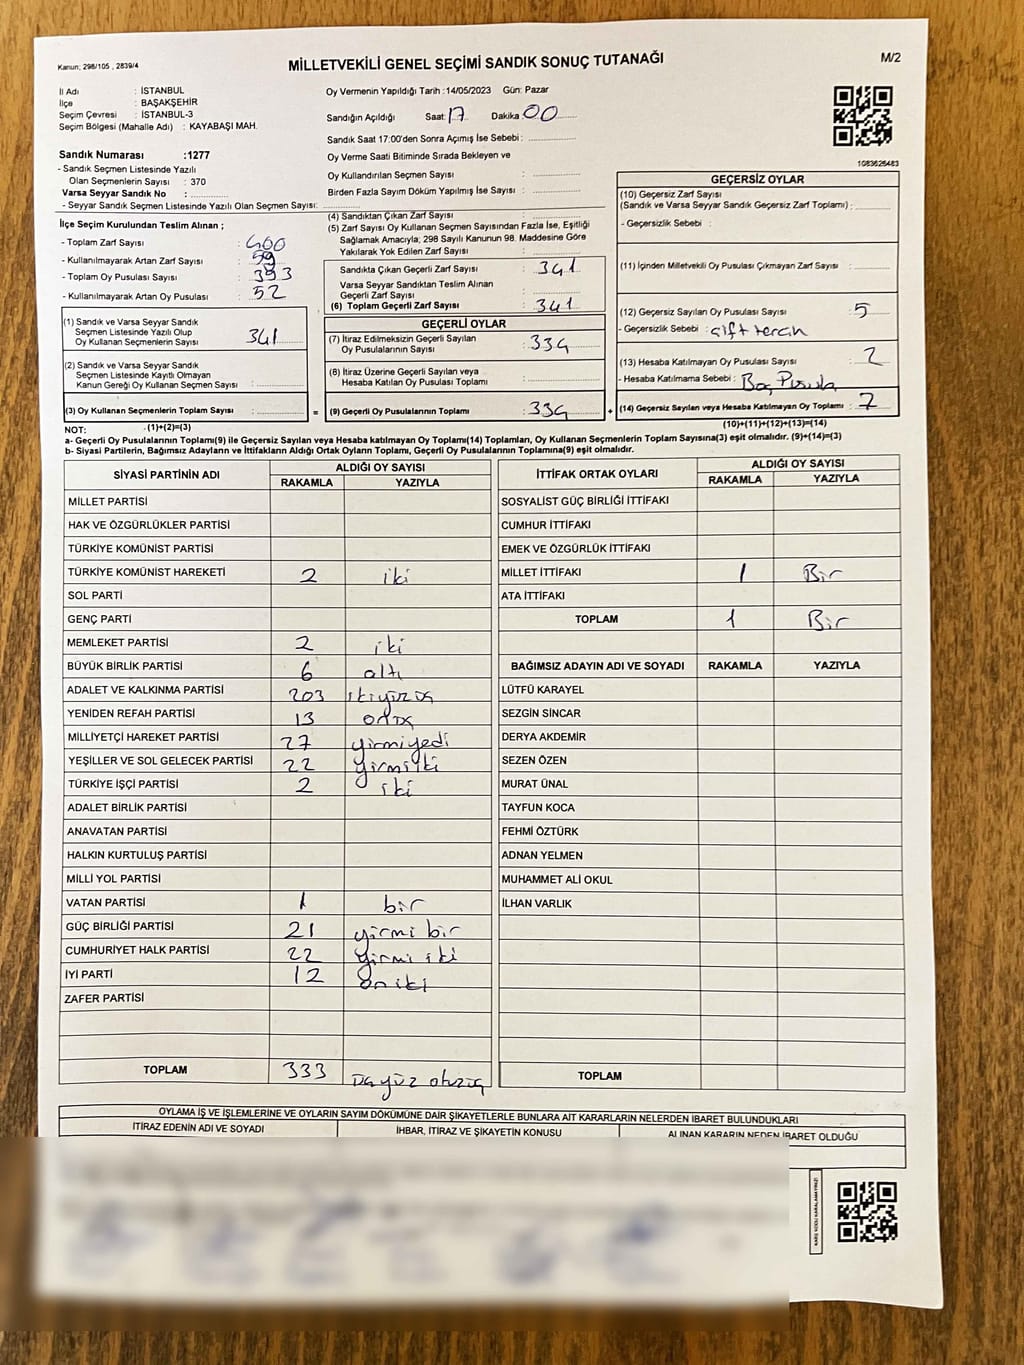 Kanun; 298/105 , 2839/4
MİLLETVEKİLİ GENEL SEÇİMİ SANDIK SONUÇ TUTANAĞI
M/2
İl Adı : İSTANBUL
İlçe : BAŞAKŞEHİR
Seçim Çevresi : İSTANBUL-3
Seçim Bölgesi (Mahalle Adı) : KAYABAŞI MAH.
Sandık Numarası :1277
- Sandık Seçmen Listesinde Yazılı
Olan Seçmenlerin Sayısı : 370
Varsa Seyyar Sandık No :
- Seyyar Sandık Seçmen Listesinde Yazılı Olan Seçmen Sayısı:
Oy Vermenin Yapıldığı Tarih :14/05/2023 Gün: Pazar
Sandığın Açıldığı Saat: 17 Dakika 00
Sandık Saat 17:00'den Sonra Açımış İse Sebebi :
Oy Verme Saati Bitiminde Sırada Bekleyen ve
Oy Kullandırılan Seçmen Sayısı :
Birden Fazla Sayım Döküm Yapılmış İse Sayısı :
1083625483
İlçe Seçim Kurulundan Teslim Alınan ;
- Toplam Zarf Sayısı : 400
- Kullanılmayarak Artan Zarf Sayısı : 59
- Toplam Oy Pusulası Sayısı : 393
- Kullanılmayarak Artan Oy Pusulası : 52
(1) Sandık ve Varsa Seyyar Sandık
Seçmen Listesinde Yazılı Olup
Oy Kullanan Seçmenlerin Sayısı : 341
(2) Sandık ve Varsa Seyyar Sandık
Seçmen Listesinde Kayıtlı Olmayan
Kanun Gereği Oy Kullanan Seçmen Sayısı :
(3) Oy Kullanan Seçmenlerin Toplam Sayısı :
(4) Sandıktan Çıkan Zarf Sayısı :
(5) Zarf Sayısı Oy Kullanan Seçmen Sayısından Fazla İse, Eşitliği
Sağlamak Amacıyla; 298 Sayılı Kanunun 98. Maddesine Göre
Yakılarak Yok Edilen Zarf Sayısı :
Sandıkta Çıkan Geçerli Zarf Sayısı : 341
Varsa Seyyar Sandıktan Teslim Alınan
Geçerli Zarf Sayısı :
(6) Toplam Geçerli Zarf Sayısı : 341
GEÇERLİ OYLAR
(7) İtiraz Edilmeksizin Geçerli Sayılan
Oy Pusulalarının Sayısı : 334
(8) İtiraz Üzerine Geçerli Sayılan veya
Hesaba Katılan Oy Pusulası Toplamı :
= (9) Geçerli Oy Pusulalarının Toplamı : 334 +
GEÇERSİZ OYLAR
(10) Geçersiz Zarf Sayısı
(Sandık ve Varsa Seyyar Sandık Geçersiz Zarf Toplamı) :
- Geçersizlik Sebebi :
(11) İçinden Milletvekili Oy Pusulası Çıkmayan Zarf Sayısı :
(12) Geçersiz Sayılan Oy Pusulası Sayısı : 5
- Geçersizlik Sebebi : çift tercih
(13) Hesaba Katılmayan Oy Pusulası Sayısı : 2
- Hesaba Katılmama Sebebi : Boş Pusula
(14) Geçersiz Sayılan veya Hesaba Katılmayan Oy Toplamı : 7
NOT: (1)+(2)=(3)
(10)+(11)+(12)+(13)=(14)
a- Geçerli Oy Pusulalarının Toplamı(9) ile Geçersiz Sayılan veya Hesaba katılmayan Oy Toplamı(14) Toplamları, Oy Kullanan Seçmenlerin Toplam Sayısına(3) eşit olmalıdır. (9)+(14)=(3)
b- Siyasi Partilerin, Bağımsız Adayların ve İttifakların Aldığı Ortak Oyların Toplamı, Geçerli Oy Pusulalarının Toplamına(9) eşit olmalıdır.
SİYASİ PARTİNİN ADI ALDIĞI OY SAYISI
RAKAMLA YAZIYLA
MİLLET PARTİSİ
HAK VE ÖZGÜRLÜKLER PARTİSİ
TÜRKİYE KOMÜNİST PARTİSİ
TÜRKİYE KOMÜNİST HAREKETİ 2 iki
SOL PARTİ
GENÇ PARTİ
MEMLEKET PARTİSİ 2 iki
BÜYÜK BİRLİK PARTİSİ 6 altı
ADALET VE KALKINMA PARTİSİ 203 ikiyüzüç
YENİDEN REFAH PARTİSİ 13 onüç
MİLLİYETÇİ HAREKET PARTİSİ 27 yirmiyedi
YEŞİLLER VE SOL GELECEK PARTİSİ 22 yirmiiki
TÜRKİYE İŞÇİ PARTİSİ 2 iki
ADALET BİRLİK PARTİSİ
ANAVATAN PARTİSİ
HALKIN KURTULUŞ PARTİSİ
MİLLİ YOL PARTİSİ
VATAN PARTİSİ 1 bir
GÜÇ BİRLİĞİ PARTİSİ 21 yirmi bir
CUMHURİYET HALK PARTİSİ 22 yirmi iki
İYİ PARTİ 12 on iki
ZAFER PARTİSİ
TOPLAM 333 üçyüz otuzüç
İTTİFAK ORTAK OYLARI ALDIĞI OY SAYISI
RAKAMLA YAZIYLA
SOSYALİST GÜÇ BİRLİĞİ İTTİFAKI
CUMHUR İTTİFAKI
EMEK VE ÖZGÜRLÜK İTTİFAKI
MİLLET İTTİFAKI 1 Bir
ATA İTTİFAKI
TOPLAM 1 Bir
BAĞIMSIZ ADAYIN ADI VE SOYADI RAKAMLA YAZIYLA
LÜTFÜ KARAYEL
SEZGİN SİNCAR
DERYA AKDEMİR
SEZEN ÖZEN
MURAT ÜNAL
TAYFUN KOCA
FEHMİ ÖZTÜRK
ADNAN YELMEN
MUHAMMET ALİ OKUL
İLHAN VARLIK
TOPLAM
OYLAMA İŞ VE İŞLEMLERİNE VE OYLARIN SAYIM DÖKÜMÜNE DAİR ŞİKAYETLERLE BUNLARA AİT KARARLARIN NELERDEN İBARET BULUNDUKLARI
İTİRAZ EDENİN ADI VE SOYADI İHBAR, İTİRAZ VE ŞİKAYETİN KONUSU ALINAN KARARIN NEDEN İBARET OLDUĞU